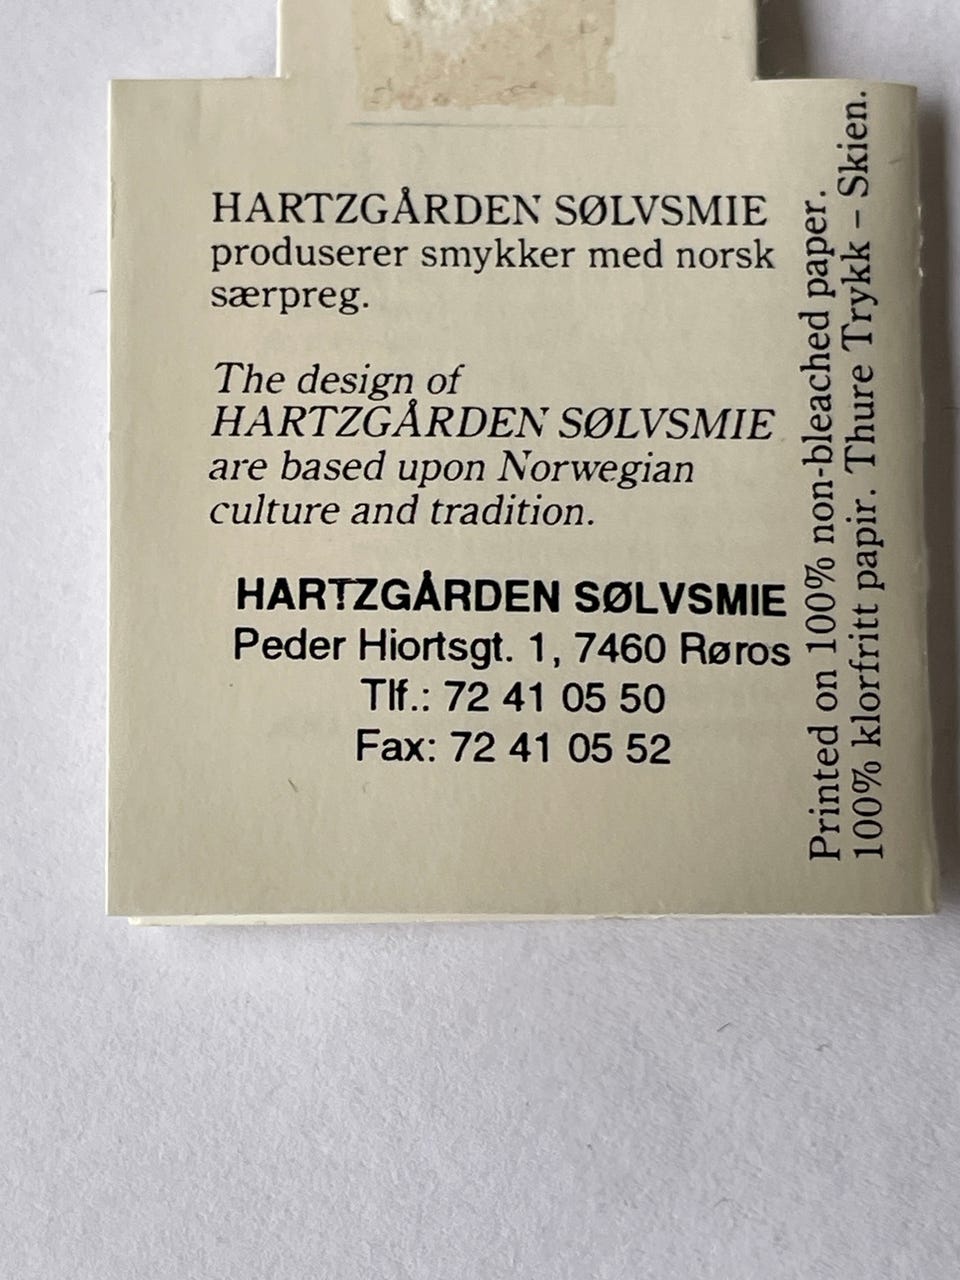 HARTZGÅRDEN SØLVSMIE
produserer smykker med norsk
særpreg.
The design of
HARTZGÅRDEN SØLVSMIE
are based upon Norwegian
culture and tradition.
HARTZGÅRDEN SØLVSMIE
Peder Hiortsgt. 1, 7460 Røros
Tlf.: 72 41 05 50
Fax: 72 41 05 52
Printed on 100% non-bleached paper.
100% klorfritt papir. Thure Trykk – Skien.